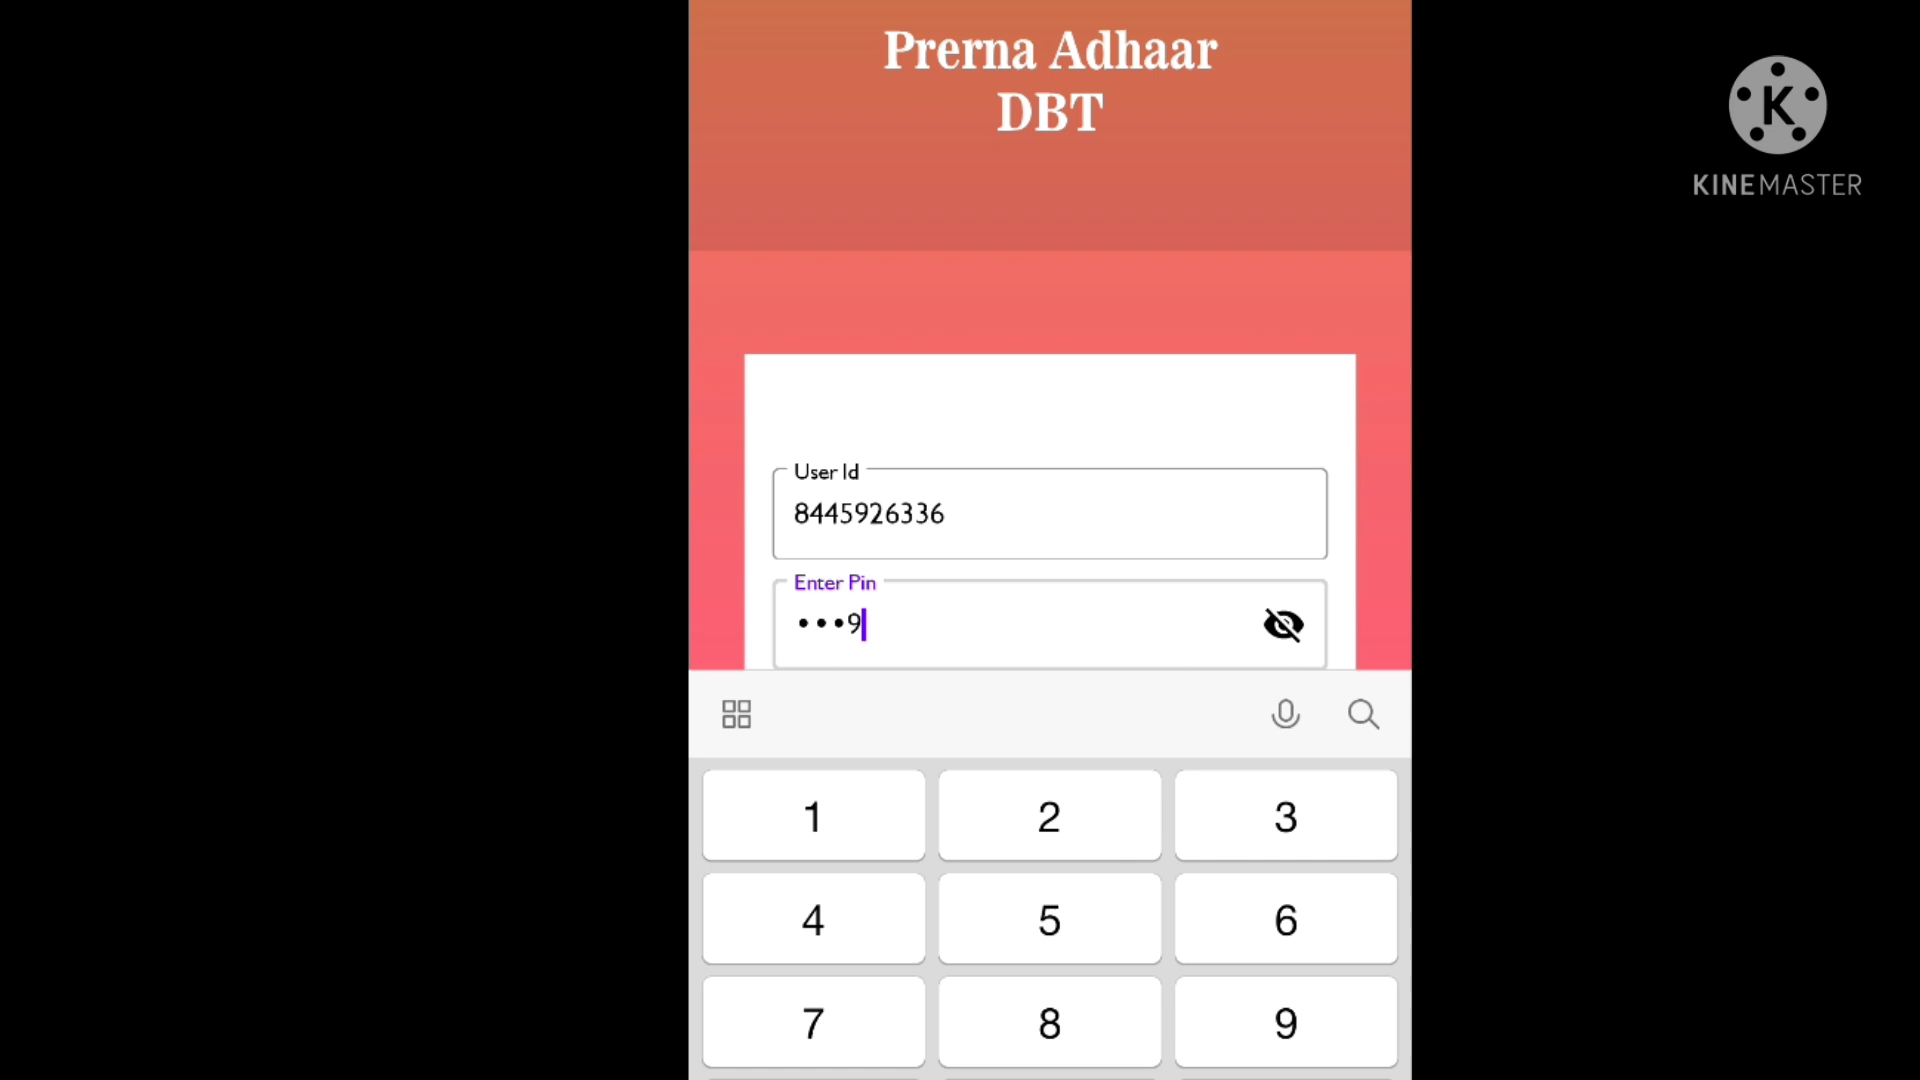 Prerna Adhaar
DBT
K
KINEMASTER
User Id
8445926336
Enter Pin
•••9
1 2 3
4 5 6
7 8 9